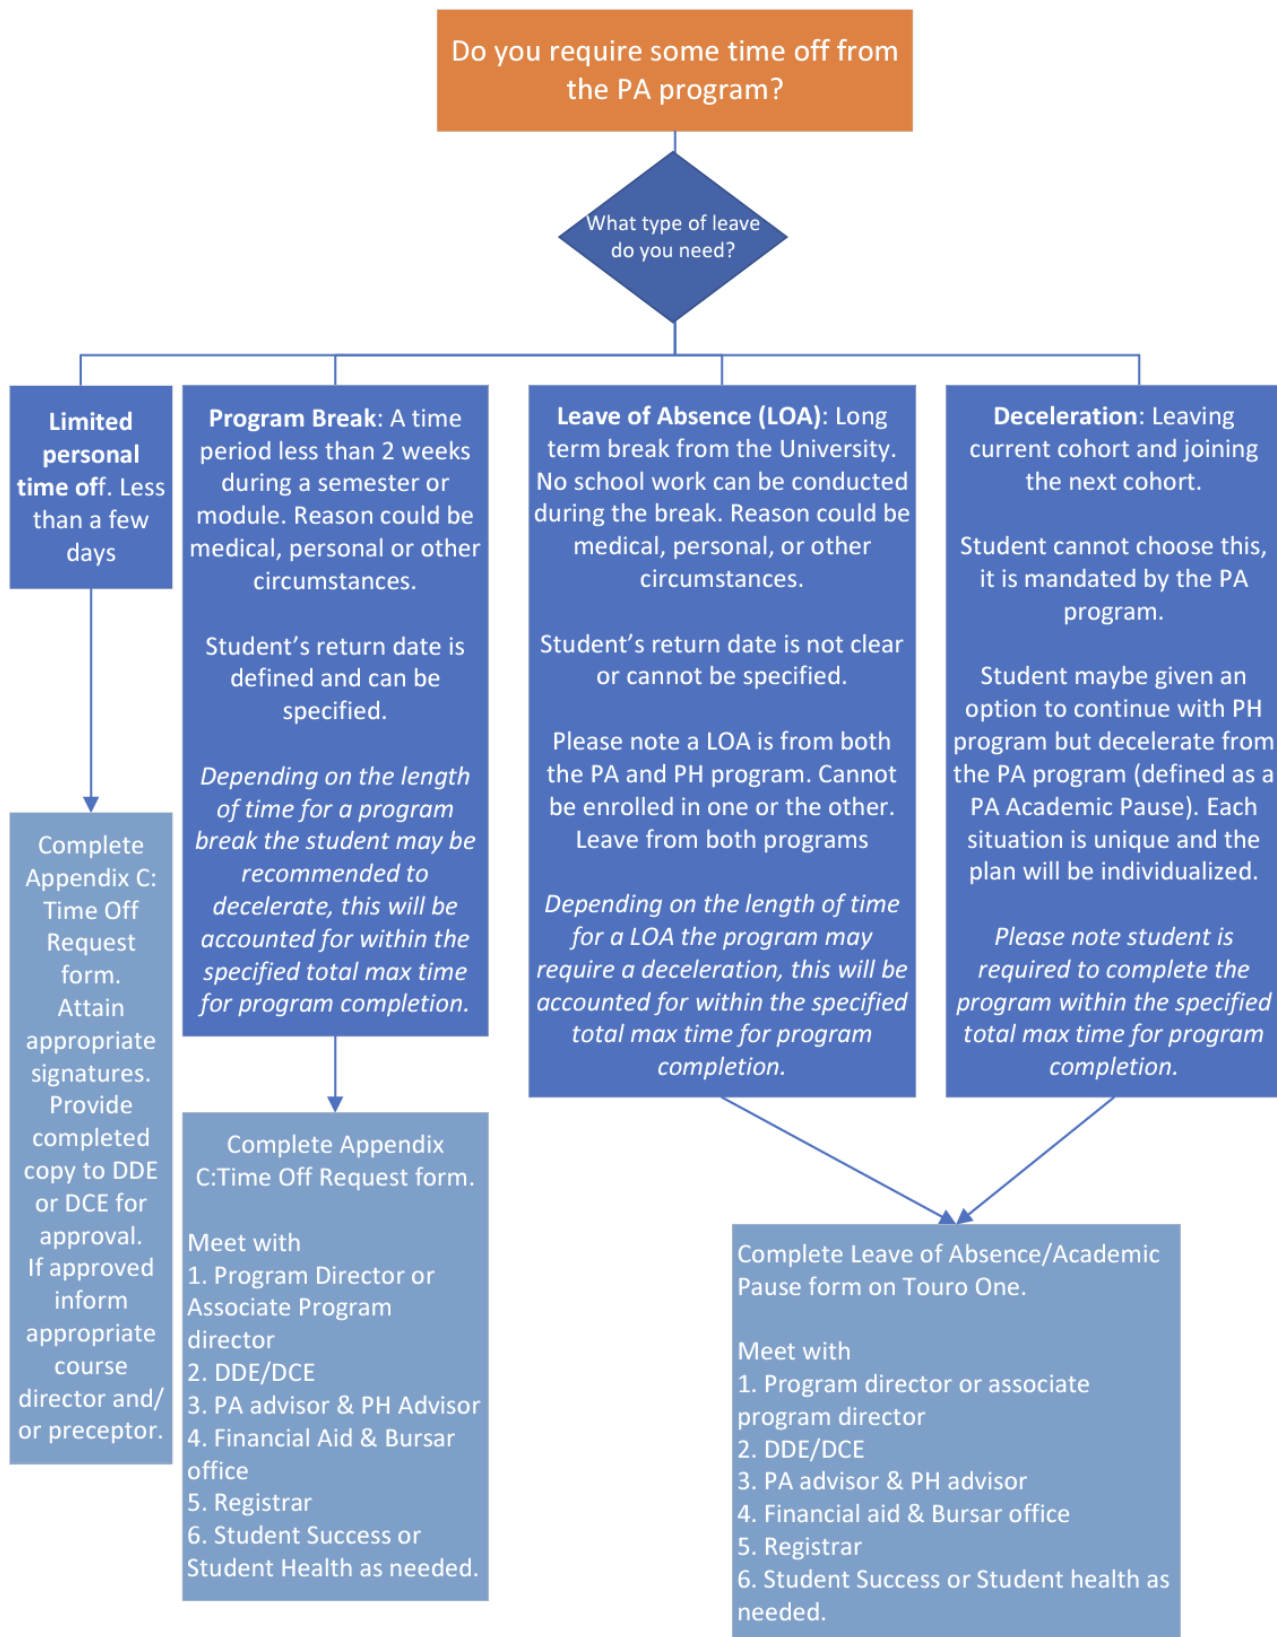 Do you require some time off from
the PA program?
What type of leave
do you need?
Limited
personal
time off. Less
than a few
days
Program Break: A time
period less than 2 weeks
during a semester or
module. Reason could be
medical, personal or other
circumstances.
Student’s return date is
defined and can be
specified.
Depending on the length
of time for a program
break the student may be
recommended to
decelerate, this will be
accounted for within the
specified total max time
for program completion.
Leave of Absence (LOA): Long
term break from the University.
No school work can be conducted
during the break. Reason could be
medical, personal, or other
circumstances.
Student’s return date is not clear
or cannot be specified.
Please note a LOA is from both
the PA and PH program. Cannot
be enrolled in one or the other.
Leave from both programs
Depending on the length of time
for a LOA the program may
require a deceleration, this will be
accounted for within the specified
total max time for program
completion.
Deceleration: Leaving
current cohort and joining
the next cohort.
Student cannot choose this,
it is mandated by the PA
program.
Student maybe given an
option to continue with PH
program but decelerate from
the PA program (defined as a
PA Academic Pause). Each
situation is unique and the
plan will be individualized.
Please note student is
required to complete the
program within the specified
total max time for program
completion.
Complete
Appendix C:
Time Off
Request
form.
Attain
appropriate
signatures.
Provide
completed
copy to DDE
or DCE for
approval.
If approved
inform
appropriate
course
director and/
or preceptor.
Complete Appendix
C:Time Off Request form.
Meet with
1. Program Director or
Associate Program
director
2. DDE/DCE
3. PA advisor & PH Advisor
4. Financial Aid & Bursar
office
5. Registrar
6. Student Success or
Student Health as needed.
Complete Leave of Absence/Academic
Pause form on Touro One.
Meet with
1. Program director or associate
program director
2. DDE/DCE
3. PA advisor & PH advisor
4. Financial aid & Bursar office
5. Registrar
6. Student Success or Student health as
needed.